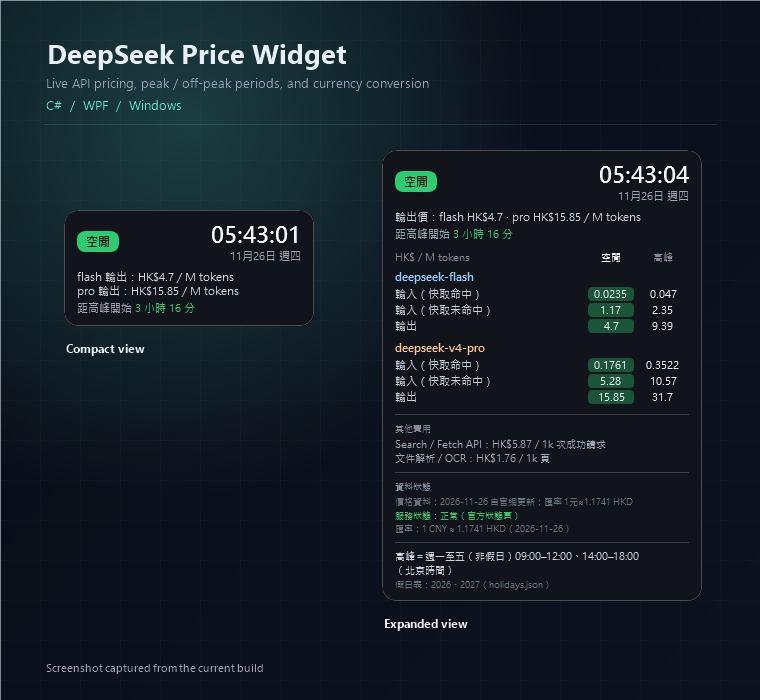 DeepSeek Price Widget
Live API pricing, peak / off-peak periods, and currency conversion
C# / WPF / Windows
空閒
05:43:01
11月26日 週四
flash 輸出：HK$4.7 / M tokens
pro 輸出：HK$15.85 / M tokens
距高峰開始 3 小時 16 分
Compact view
空閒
05:43:04
11月26日 週四
輸出價：flash HK$4.7 · pro HK$15.85 / M tokens
距高峰開始 3 小時 16 分
HK$ / M tokens 空閒 高峰
deepseek-flash
輸入（快取命中） 0.0235 0.047
輸入（快取未命中） 1.17 2.35
輸出 4.7 9.39
deepseek-v4-pro
輸入（快取命中） 0.1761 0.3522
輸入（快取未命中） 5.28 10.57
輸出 15.85 31.7
其他費用
Search / Fetch API：HK$5.87 / 1k 次成功請求
文件解析 / OCR：HK$1.76 / 1k 頁
資料狀態
價格資料：2026-11-26 由官網更新；匯率 1元≈1.1741 HKD
服務狀態：正常（官方狀態頁）
匯率：1 CNY ≈ 1.1741 HKD（2026-11-26）
高峰 = 週一至五（非假日）09:00–12:00、14:00–18:00
（北京時間）
假日表：2026、2027（holidays.json）
Expanded view
Screenshot captured from the current build